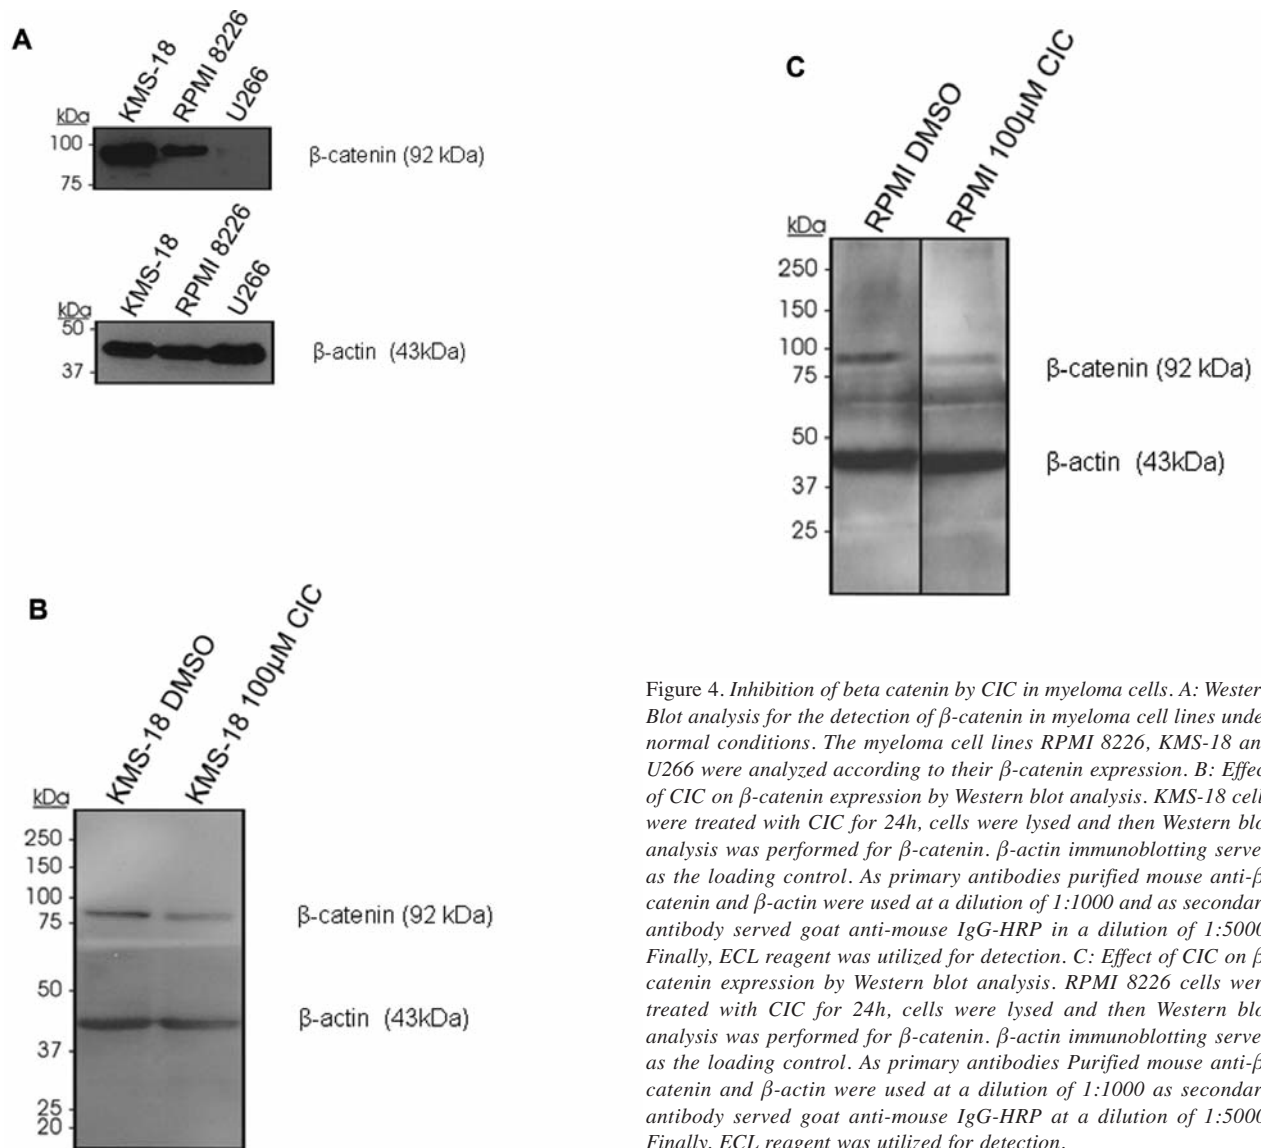 A
KMS-18
RPMI 8226
U266
kDa
100
75
β-catenin (92 kDa)
KMS-18
RPMI 8226
U266
kDa
50
37
β-actin (43kDa)
B
KMS-18 DMSO
KMS-18 100µM CIC
kDa
250
150
100
75
50
37
25
20
β-catenin (92 kDa)
β-actin (43kDa)
C
RPMI DMSO
RPMI 100µM CIC
kDa
250
150
100
75
50
37
25
β-catenin (92 kDa)
β-actin (43kDa)
Figure 4. Inhibition of beta catenin by CIC in myeloma cells. A: Wester
Blot analysis for the detection of β-catenin in myeloma cell lines unde
normal conditions. The myeloma cell lines RPMI 8226, KMS-18 an
U266 were analyzed according to their β-catenin expression. B: Effec
of CIC on β-catenin expression by Western blot analysis. KMS-18 cell
were treated with CIC for 24h, cells were lysed and then Western blo
analysis was performed for β-catenin. β-actin immunoblotting serve
as the loading control. As primary antibodies purified mouse anti-β
catenin and β-actin were used at a dilution of 1:1000 and as secondar
antibody served goat anti-mouse IgG-HRP in a dilution of 1:5000
Finally, ECL reagent was utilized for detection. C: Effect of CIC on β
catenin expression by Western blot analysis. RPMI 8226 cells wer
treated with CIC for 24h, cells were lysed and then Western blo
analysis was performed for β-catenin. β-actin immunoblotting serve
as the loading control. As primary antibodies Purified mouse anti-β
catenin and β-actin were used at a dilution of 1:1000 as secondar
antibody served goat anti-mouse IgG-HRP at a dilution of 1:5000
Finally, ECL reagent was utilized for detection.